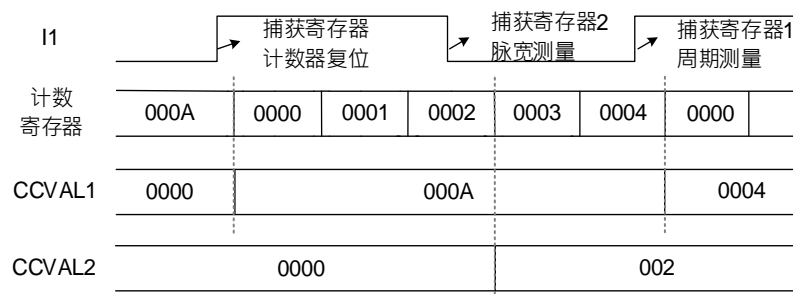 I1
捕获寄存器
计数器复位
捕获寄存器2
脉宽测量
捕获寄存器1
周期测量
计数
寄存器
000A 0000 0001 0002 0003 0004 0000
CCVAL1 0000 000A 0004
CCVAL2 0000 002